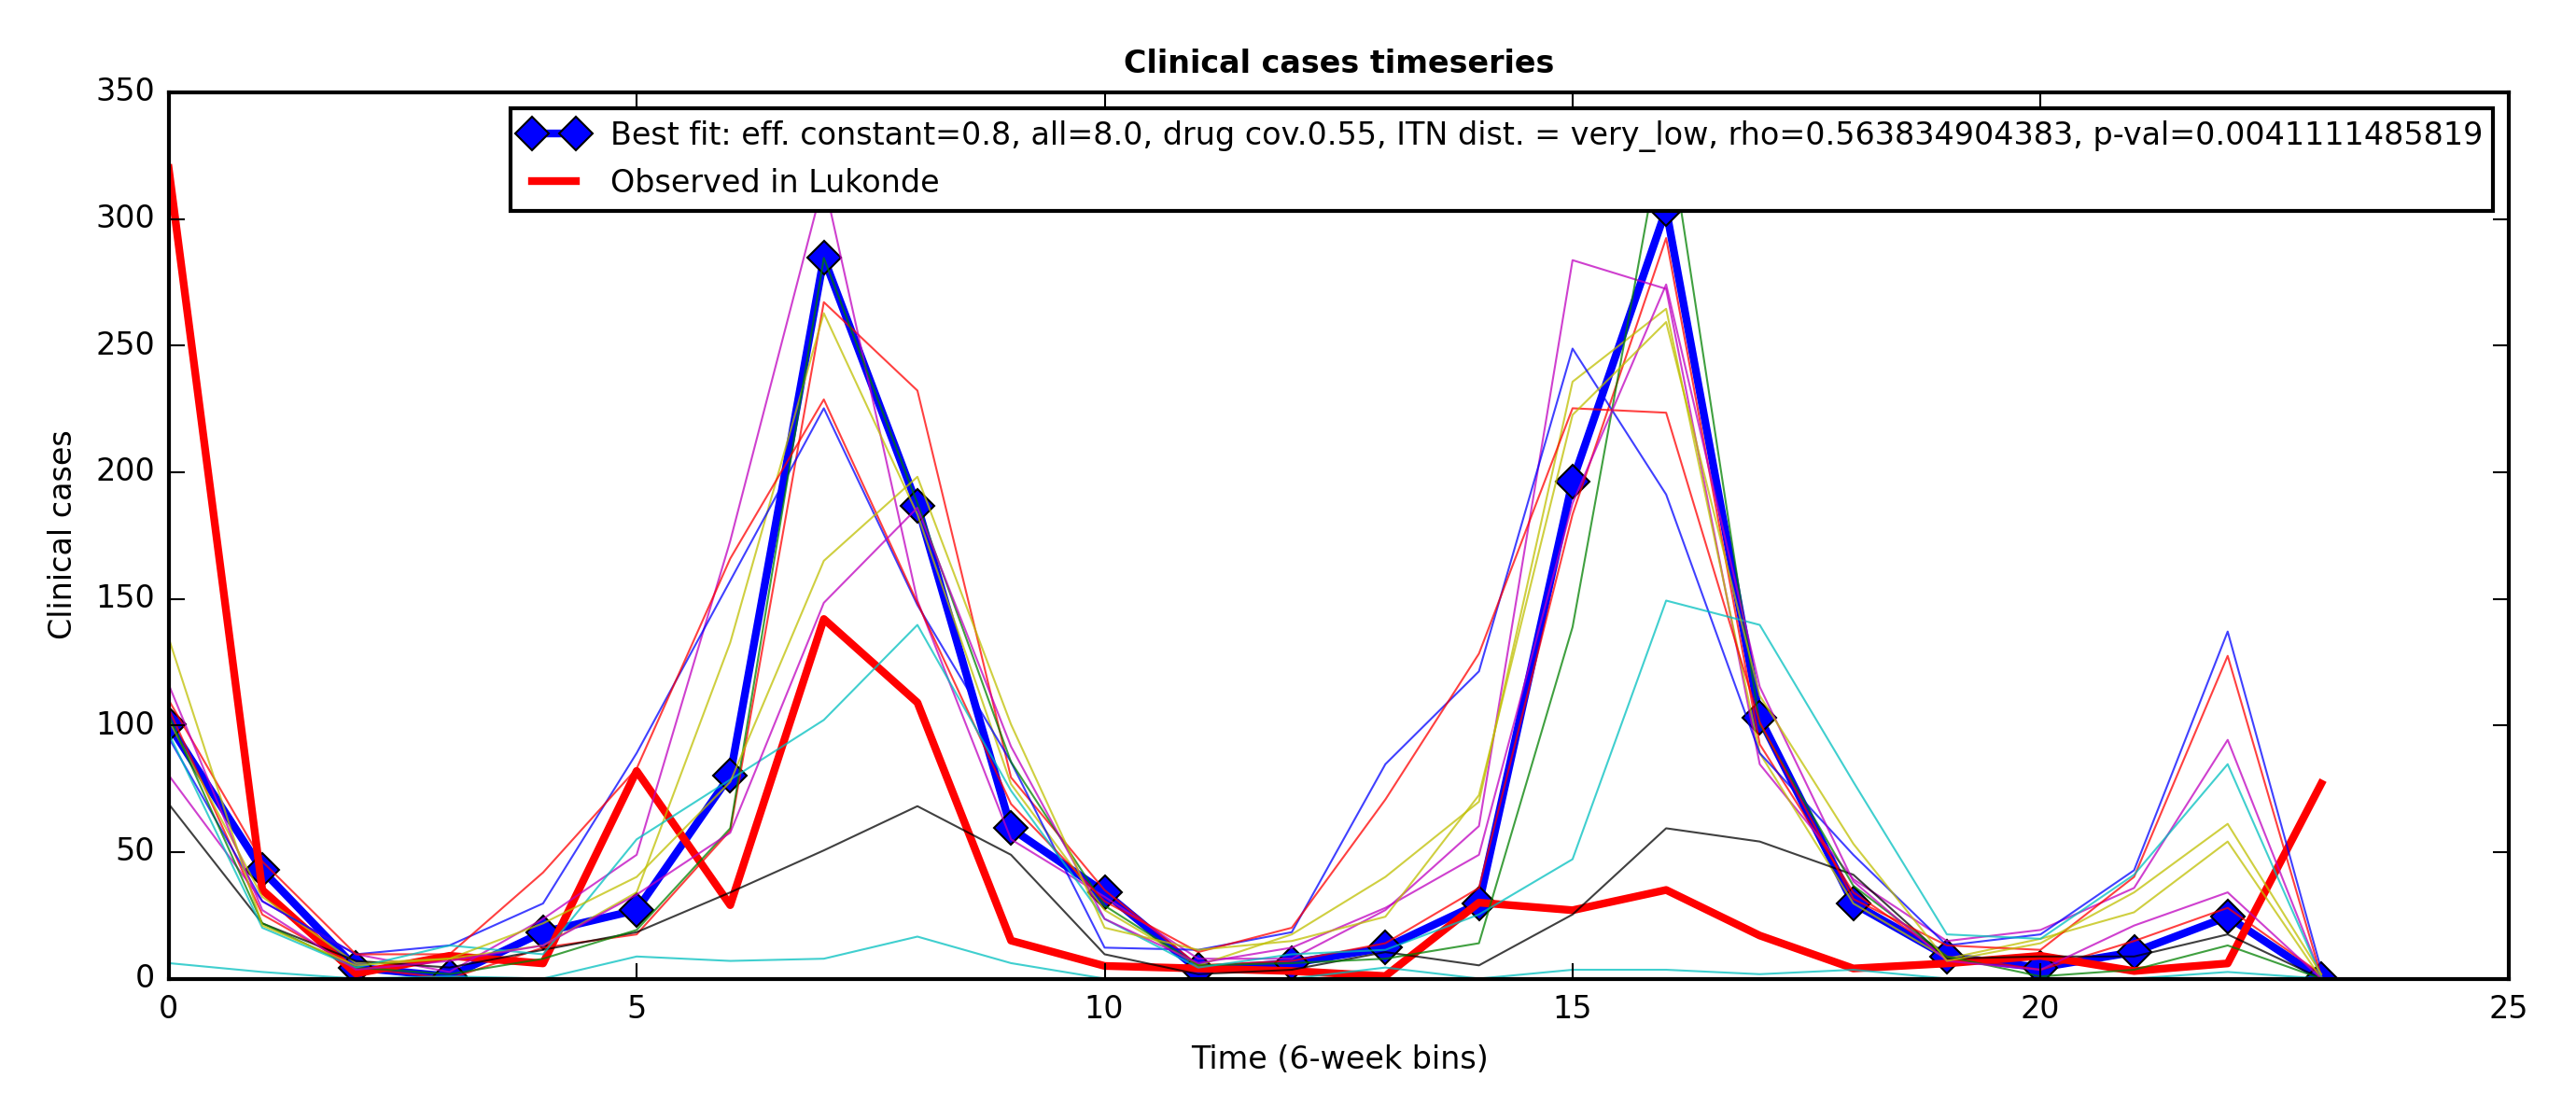 Clinical cases timeseries
350
300
250
200
150
100
50
0
Clinical cases
Best fit: eff. constant=0.8, all=8.0, drug cov.0.55, ITN dist. = very_low, rho=0.563834904383, p-val=0.0041111485819
Observed in Lukonde
0 5 10 15 20 25
Time (6-week bins)